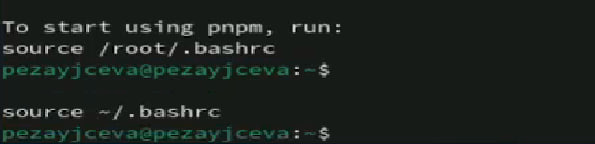 To start using pnpm, run:
source /root/.bashrc
pezayjceva@pezayjceva:~$
source ~/.bashrc
pezayjceva@pezayjceva:~$